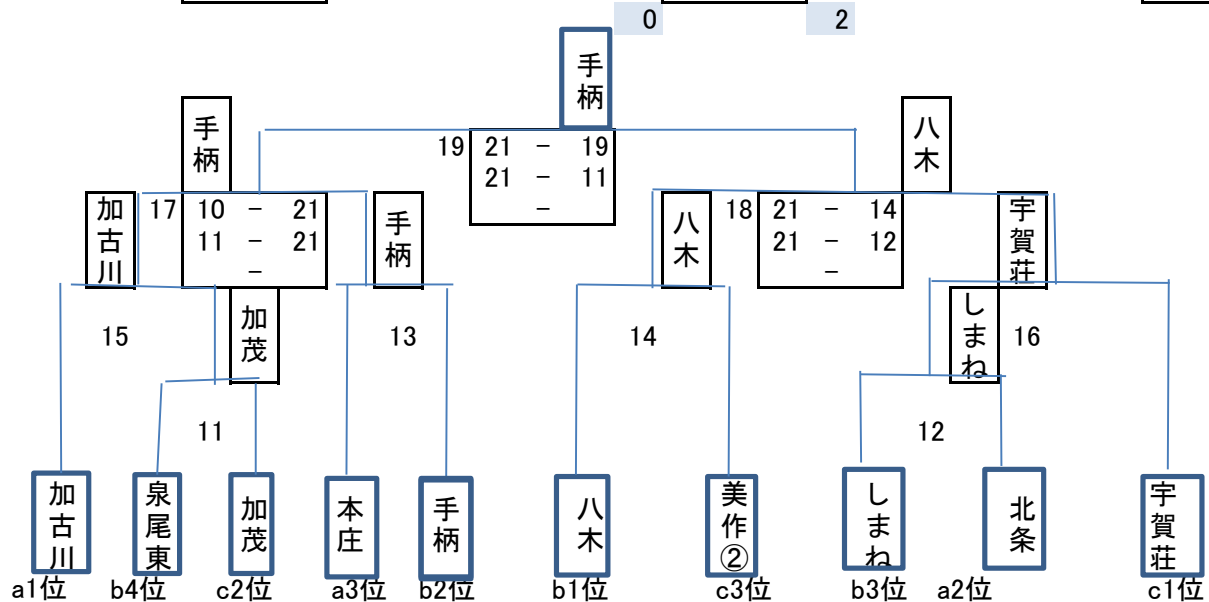 0 2
手柄
手柄
八木
19 21 － 19
21 － 11
－
加古川
17 10 － 21
11 － 21
－
手柄
八木
18 21 － 14
21 － 12
－
宇賀荘
加茂
しまね
15
13
14
16
11
12
加古川
泉尾東
加茂
本庄
手柄
八木
美作②
しまね
北条
宇賀荘
a1位 b4位 c2位 a3位 b2位 b1位 c3位 b3位 a2位 c1位